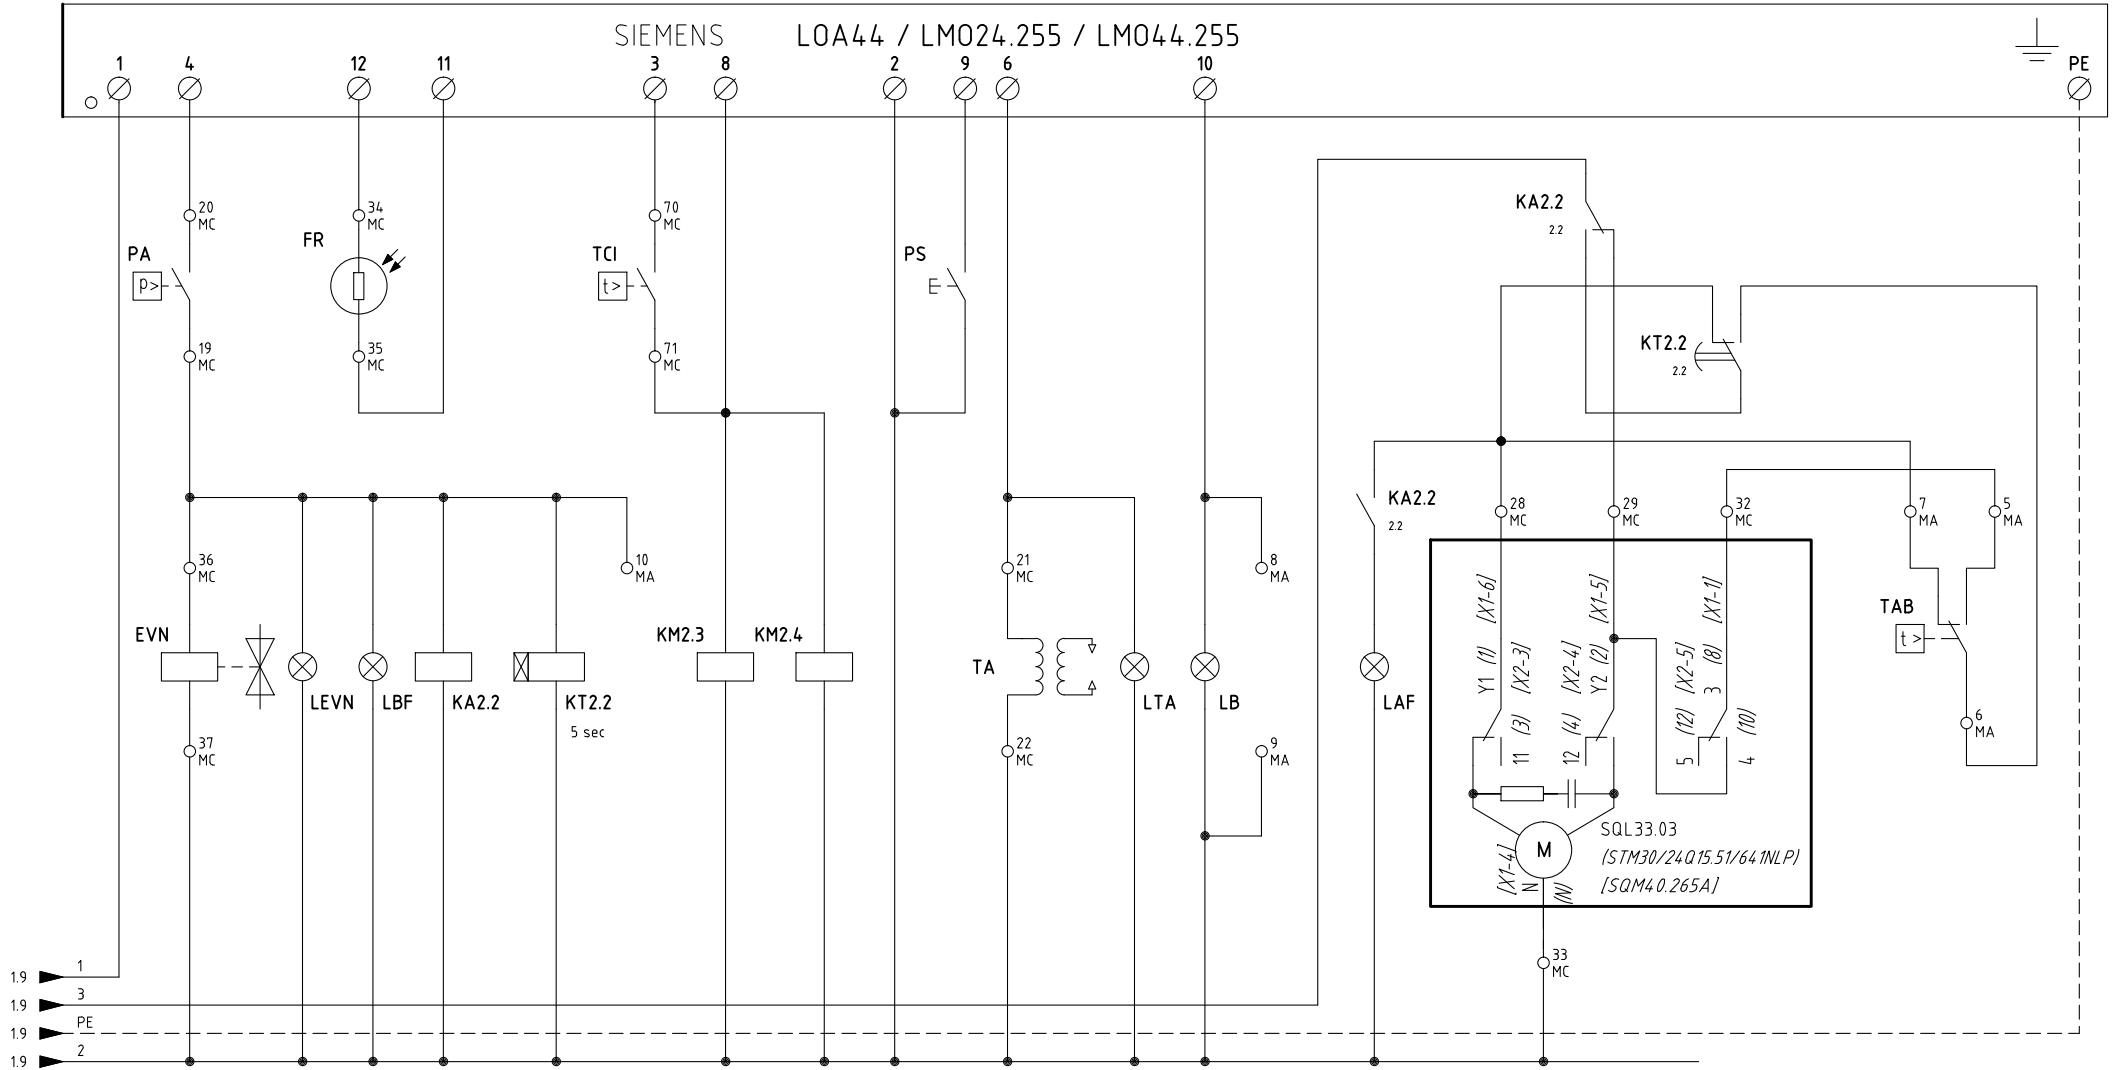 SIEMENS LOA44 / LMO24.255 / LMO44.255
1 4 12 11 3 8 2 9 6 10 PE
20
MC
34
MC
70
MC
KA2.2
2.2
FR
PA
p>
TCI
t>
PS
E
19
MC
35
MC
71
MC
KT2.2
2.2
KA2.2
2.2
28
MC
29
MC
32
MC
7
MA
5
MA
36
MC
10
MA
21
MC
8
MA
EVN
LEVN
LBF
KA2.2
KT2.2
5 sec
KM2.3
KM2.4
TA
LTA
LB
LAF
Y1 (1) [X1-6]
11 (3) [X2-3]
12 (4) [X2-4]
Y2 (2) [X1-5]
5 (12) [X2-5]
3 (8) [X1-1]
4 (10)
TAB
t >
6
MA
37
MC
22
MC
9
MA
M
SQL33.03
(STM30/24Q15.51/641NLP)
[SQM40.265A]
[X1-4]
N
(N)
33
MC
1.9 1
1.9 3
1.9 PE
1.9 2